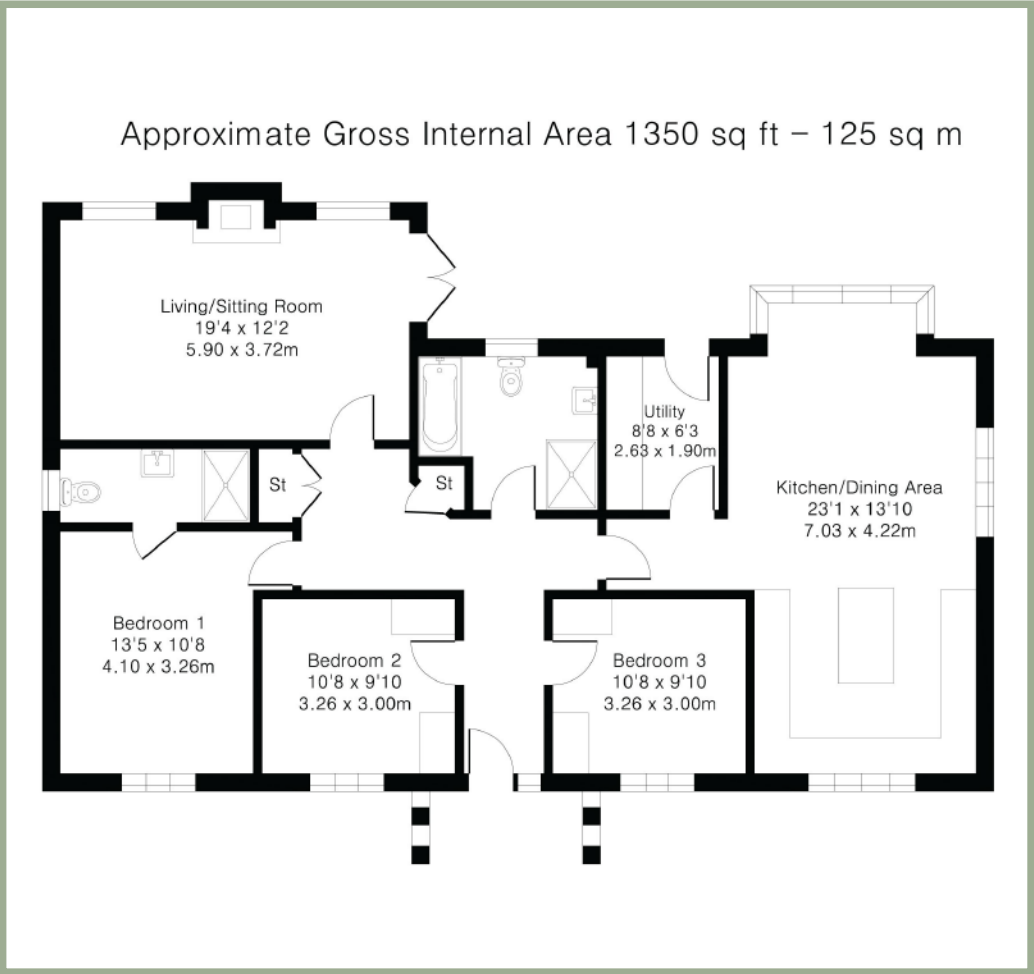 Approximate Gross Internal Area 1350 sq ft – 125 sq m
Living/Sitting Room
19'4 x 12'2
5.90 x 3.72m
Utility
8'8 x 6'3
2.63 x 1.90m
St
St
Kitchen/Dining Area
23'1 x 13'10
7.03 x 4.22m
Bedroom 1
13'5 x 10'8
4.10 x 3.26m
Bedroom 2
10'8 x 9'10
3.26 x 3.00m
Bedroom 3
10'8 x 9'10
3.26 x 3.00m